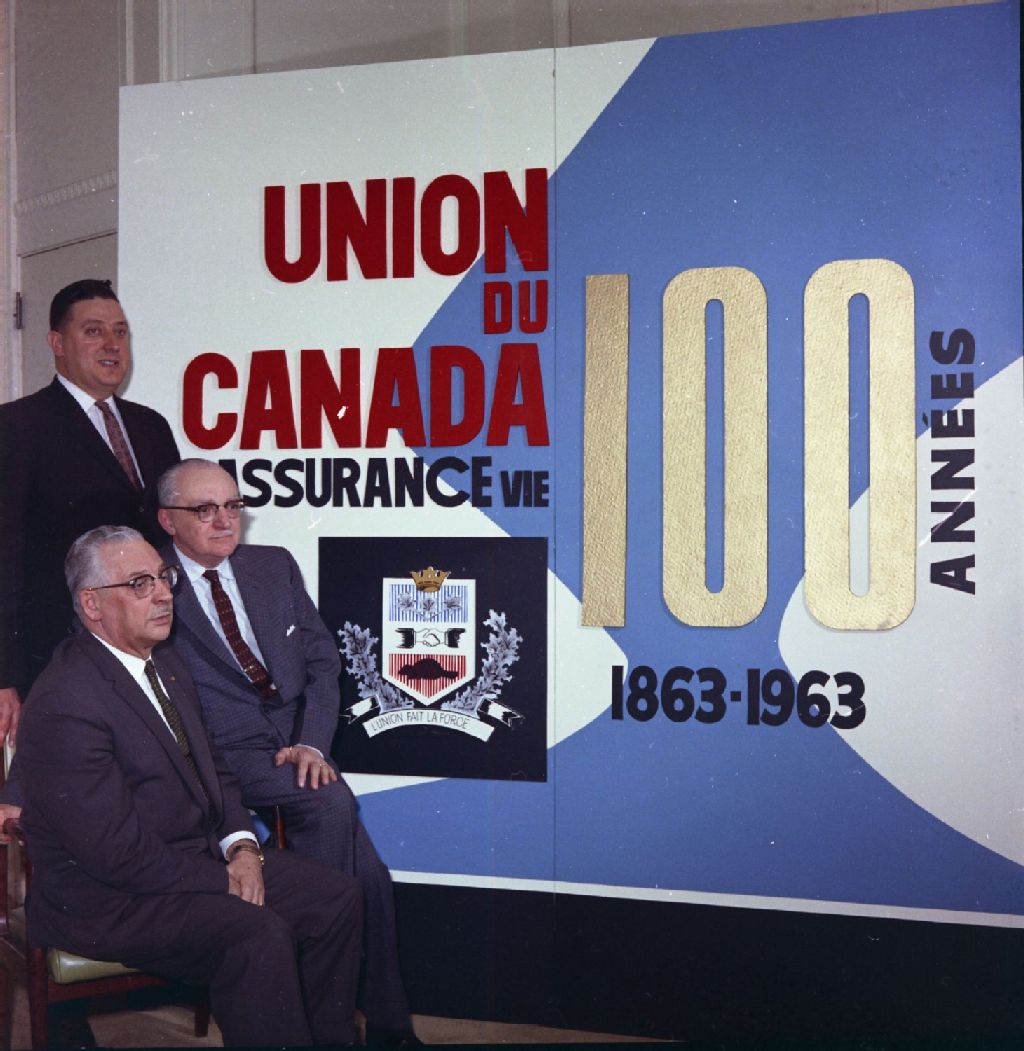 UNION
DU
CANADA
ASSURANCE VIE
L'UNION FAIT LA FORCE
100
ANNÉES
1863-1963